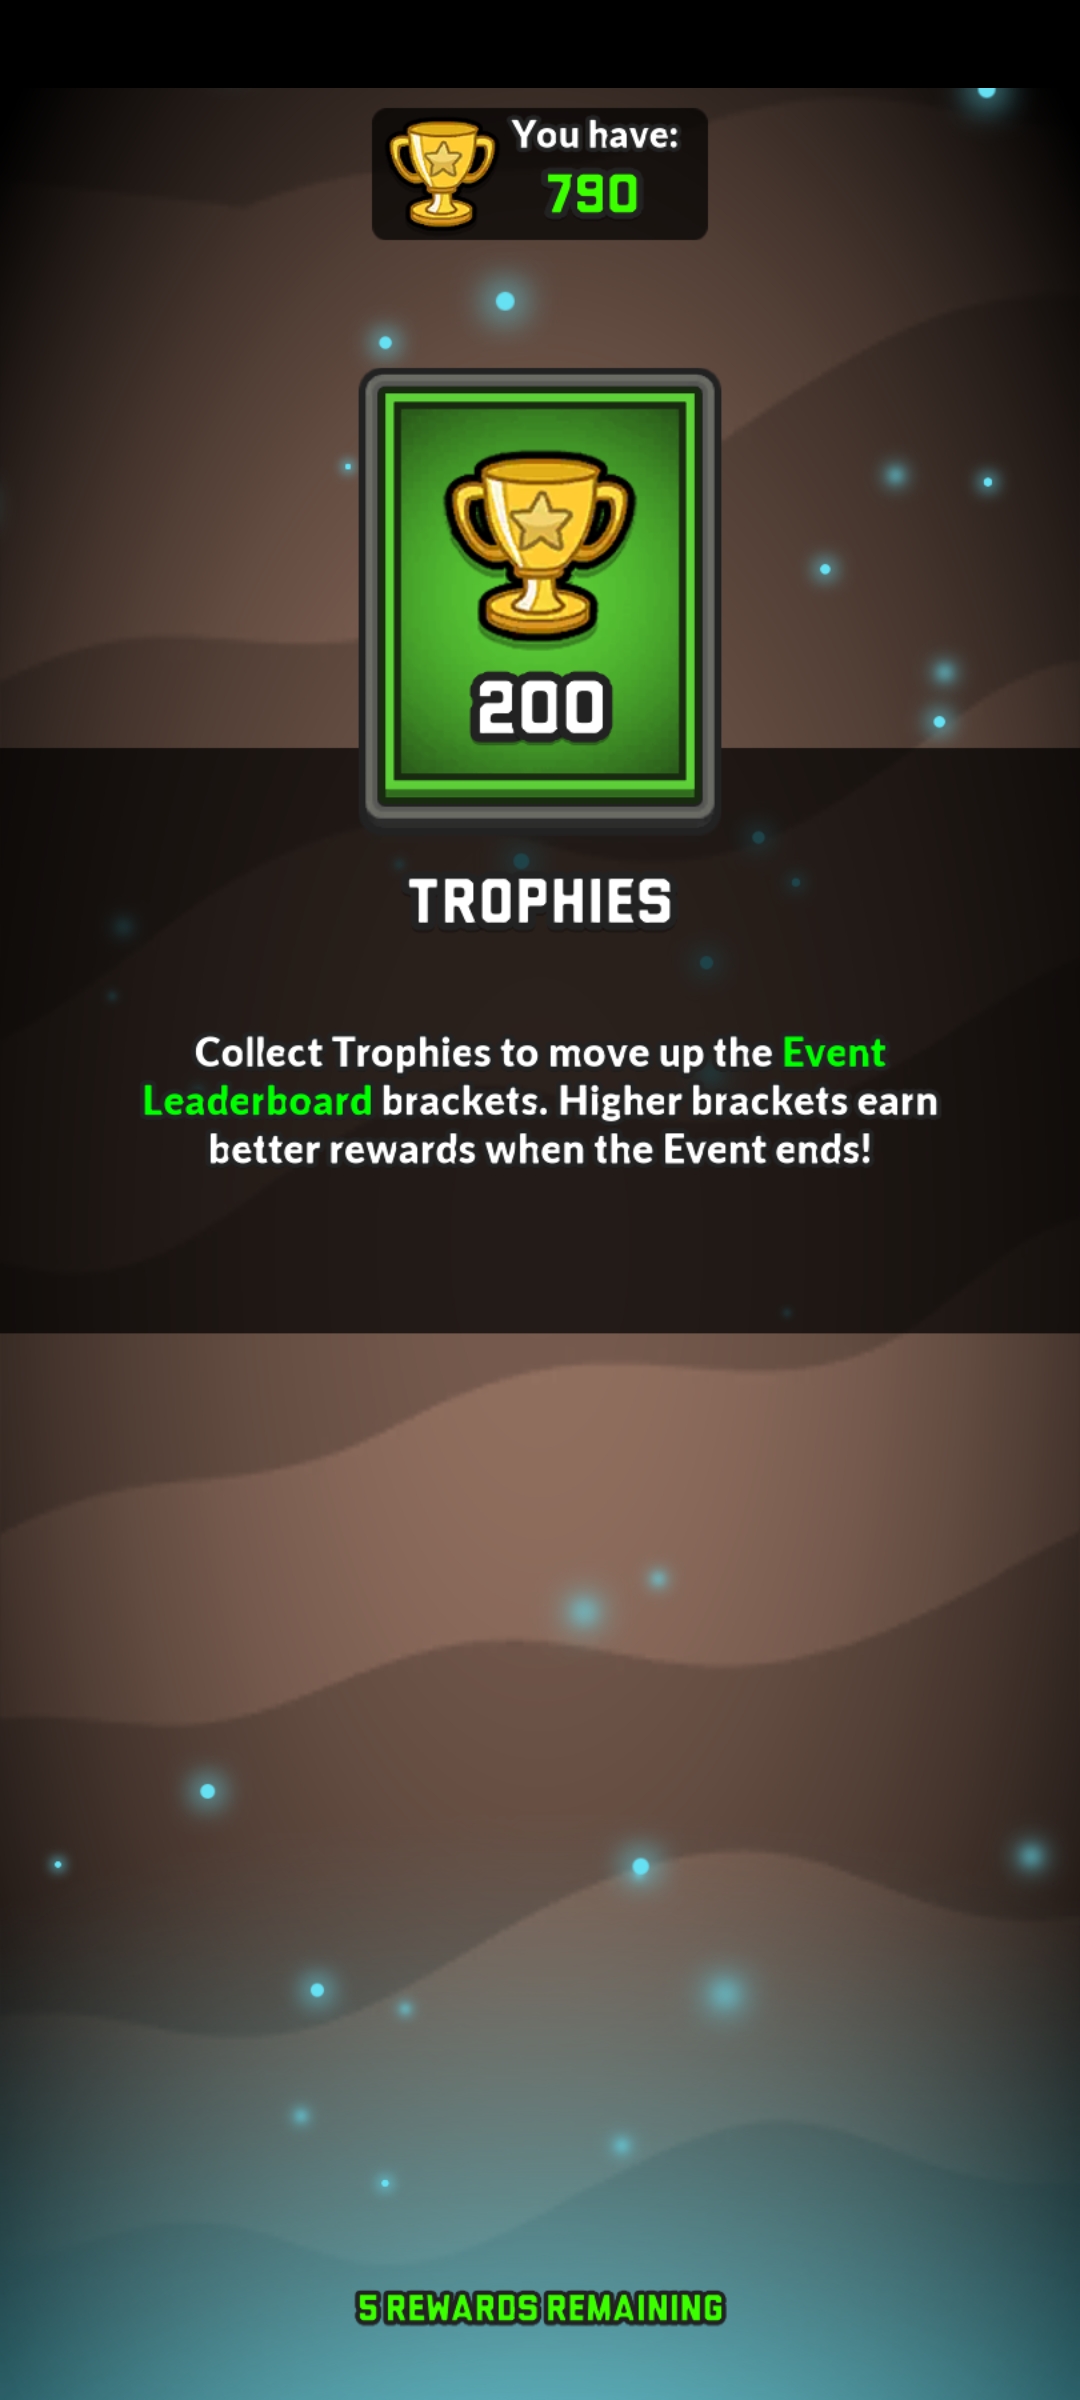 You have:
790
200
TROPHIES
Collect Trophies to move up the Event
Leaderboard brackets. Higher brackets earn
better rewards when the Event ends!
5 REWARDS REMAINING